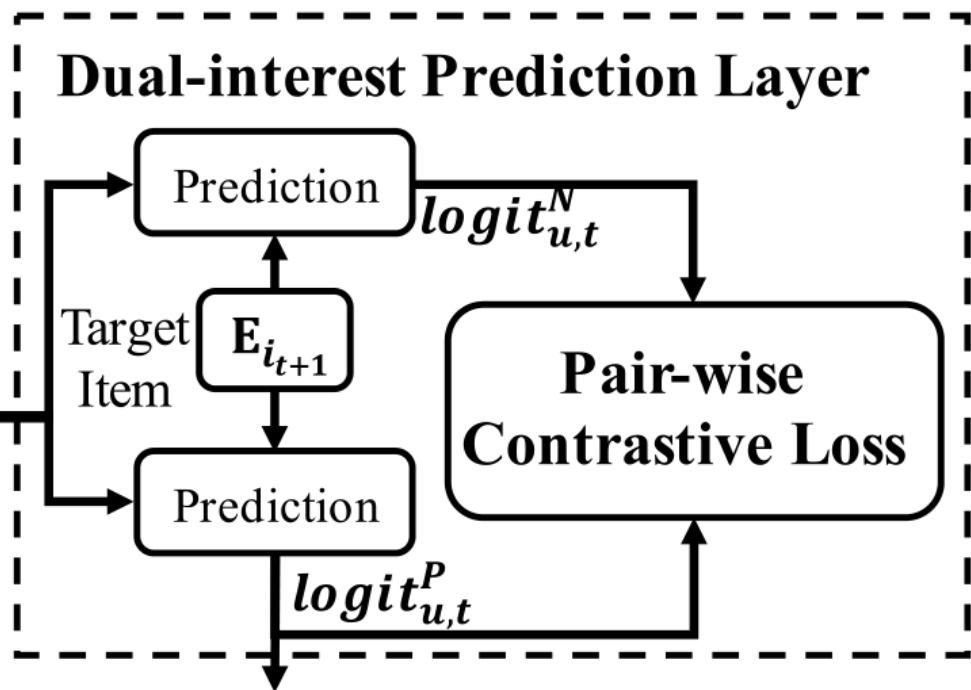 Dual-interest Prediction Layer
Prediction
logit^N_{u,t}
Target
Item
E_{i_{t+1}}
Pair-wise
Contrastive Loss
Prediction
logit^P_{u,t}